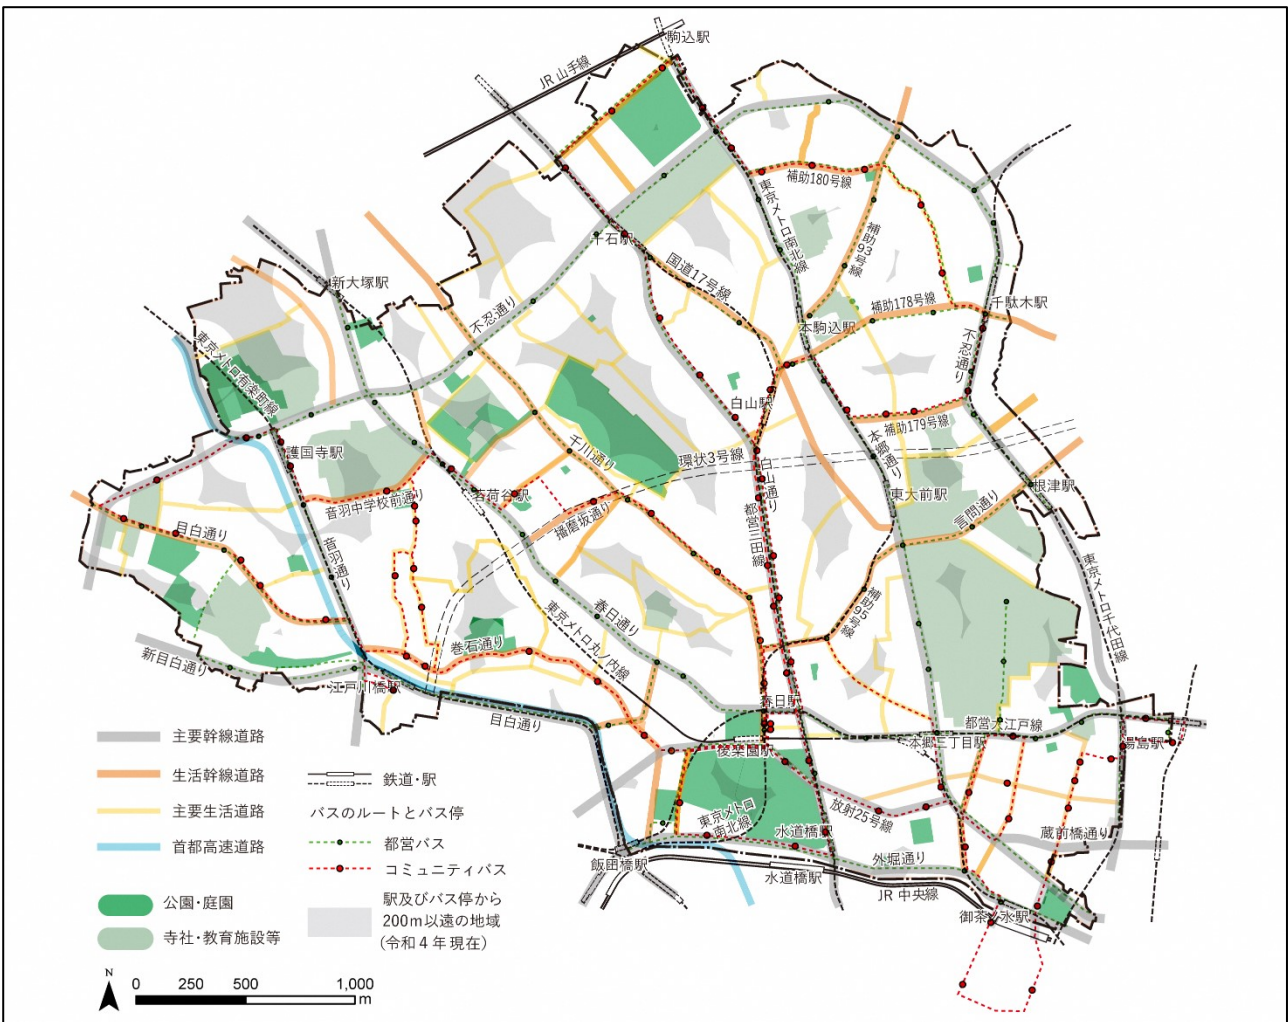 駒込駅
JR 山手線
補助180号線
東京メトロ南北線
千石駅
補助93号線
国道17号線
新大塚駅
不忍通り
補助178号線
千駄木駅
本駒込駅
不忍通り
東京メトロ有楽町線
白山駅
補助179号線
護国寺駅
千川通り
環状3号線
本郷通り
白山通り
東大前駅
根津駅
茗荷谷駅
音羽中学校前通り
播磨坂通り
都営三田線
言問通り
目白通り
音羽通り
東京メトロ千代田線
春日通り
東京メトロ丸ノ内線
補助95号線
巻石通り
新目白通り
江戸川橋駅
目白通り
春日駅
都営大江戸線
本郷三丁目駅
湯島駅
後楽園駅
放射25号線
東京メトロ
南北線
水道橋駅
蔵前橋通り
飯田橋駅
外堀通り
水道橋駅
JR 中央線
御茶ノ水駅
主要幹線道路
生活幹線道路
主要生活道路
首都高速道路
公園・庭園
寺社・教育施設等
鉄道・駅
バスのルートとバス停
都営バス
コミュニティバス
駅及びバス停から
200m以遠の地域
(令和４年現在)
N
0 250 500 1,000
m